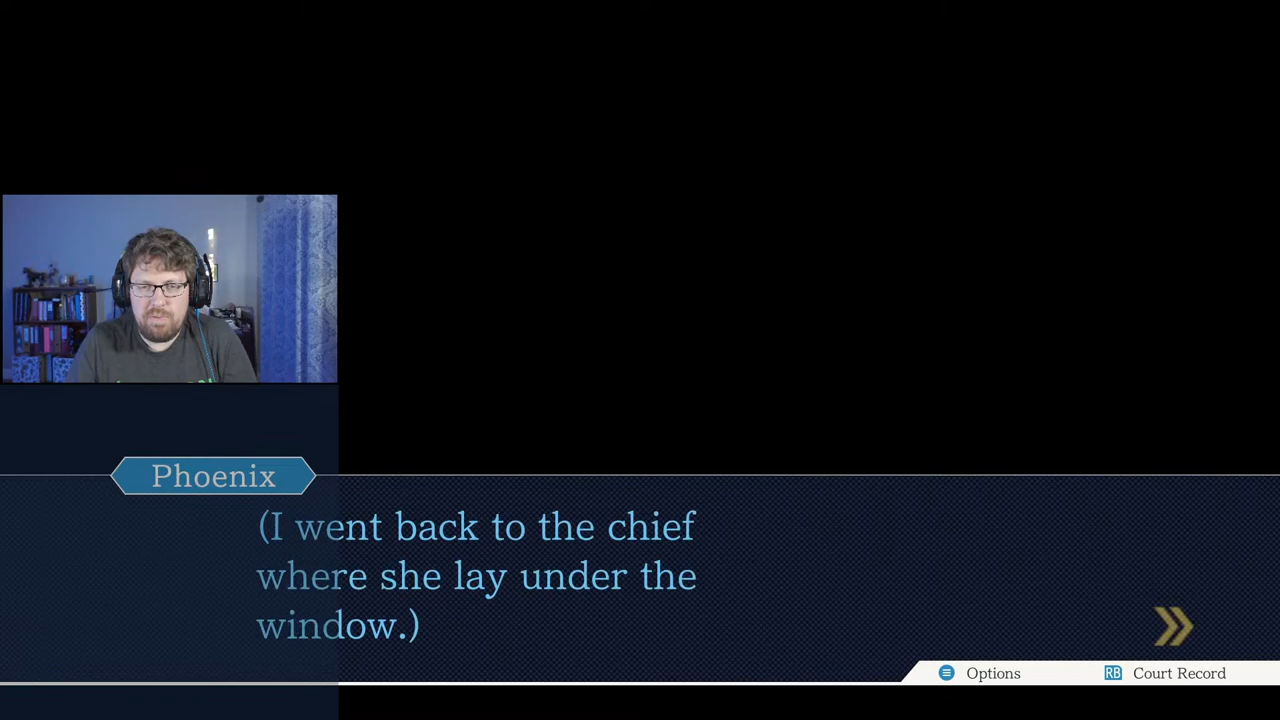 Phoenix
(I went back to the chief
where she lay under the
window.)
Options
RB Court Record